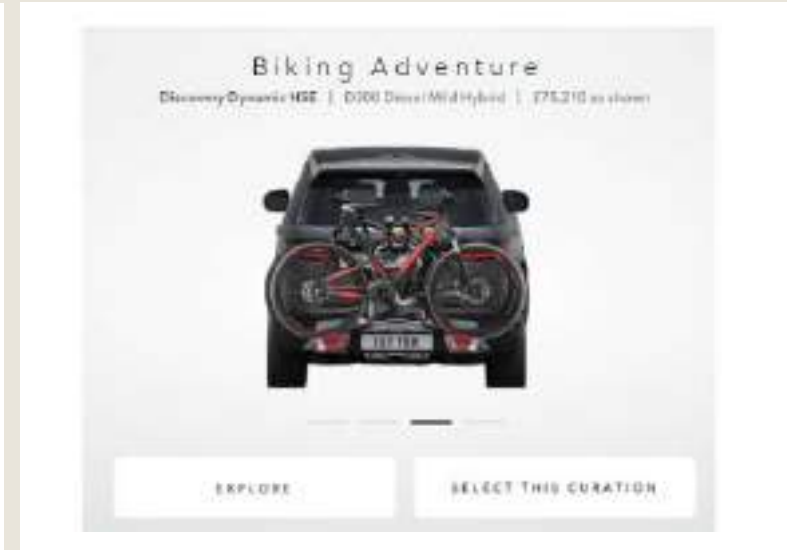 Biking Adventure
Discovery Dynamic HSE | D300 Diesel Mild Hybrid | £75,210 as shown
EXPLORE
SELECT THIS CURATION